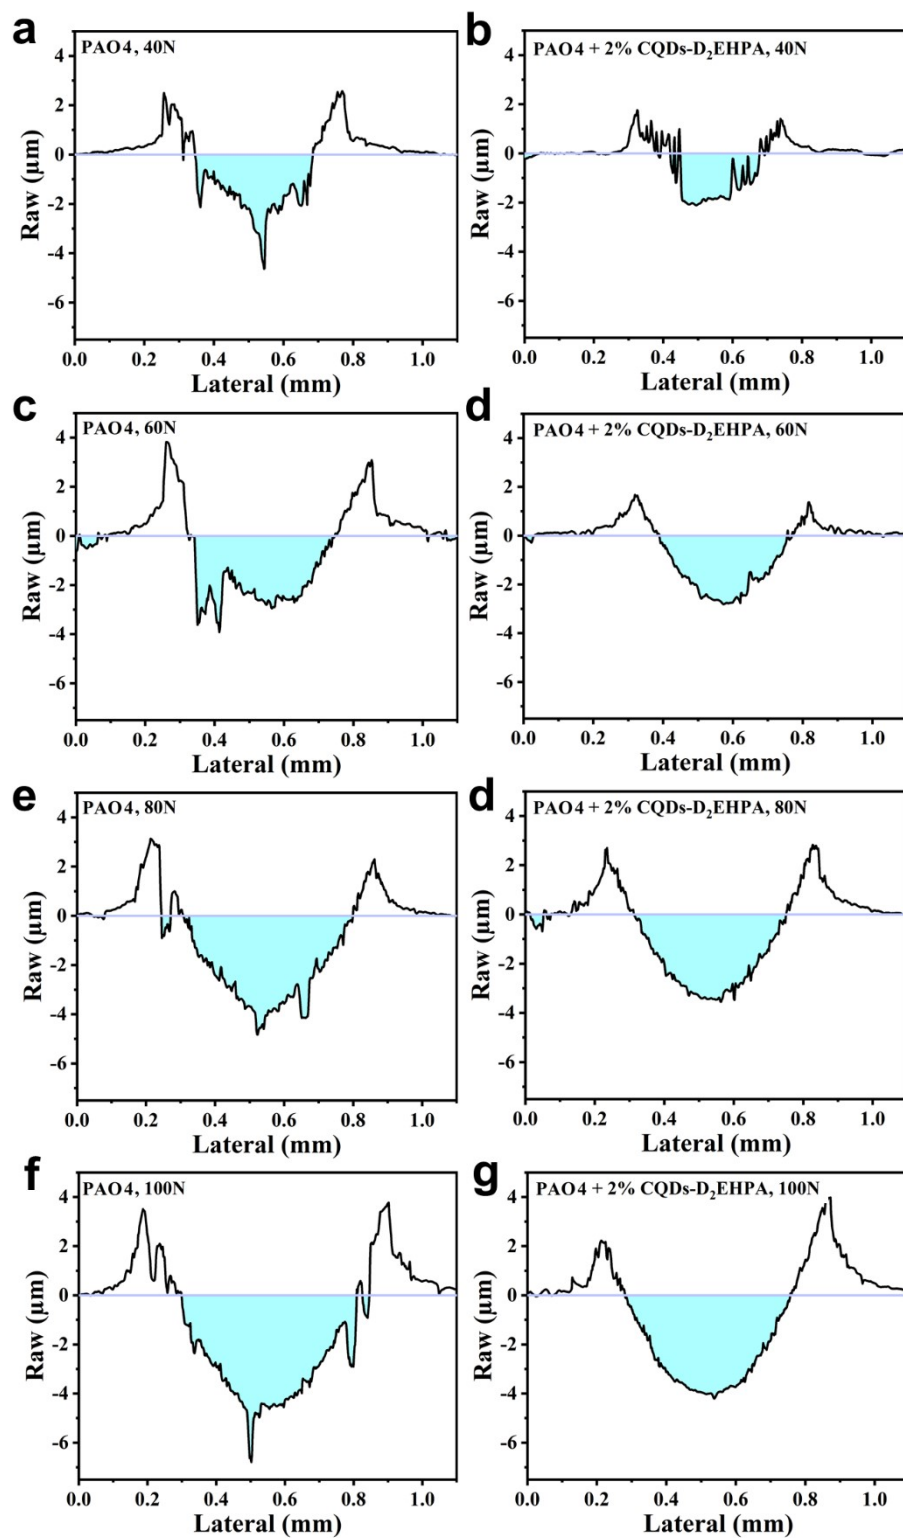 a
PAO4, 40N
4
2
0
-2
-4
-6
Raw (µm)
0.0 0.2 0.4 0.6 0.8 1.0
Lateral (mm)
b
PAO4 + 2% CQDs-D₂EHPA, 40N
4
2
0
-2
-4
-6
Raw (µm)
0.0 0.2 0.4 0.6 0.8 1.0
Lateral (mm)
c
PAO4, 60N
4
2
0
-2
-4
-6
Raw (µm)
0.0 0.2 0.4 0.6 0.8 1.0
Lateral (mm)
d
PAO4 + 2% CQDs-D₂EHPA, 60N
4
2
0
-2
-4
-6
Raw (µm)
0.0 0.2 0.4 0.6 0.8 1.0
Lateral (mm)
e
PAO4, 80N
4
2
0
-2
-4
-6
Raw (µm)
0.0 0.2 0.4 0.6 0.8 1.0
Lateral (mm)
d
PAO4 + 2% CQDs-D₂EHPA, 80N
4
2
0
-2
-4
-6
Raw (µm)
0.0 0.2 0.4 0.6 0.8 1.0
Lateral (mm)
f
PAO4, 100N
4
2
0
-2
-4
-6
Raw (µm)
0.0 0.2 0.4 0.6 0.8 1.0
Lateral (mm)
g
PAO4 + 2% CQDs-D₂EHPA, 100N
4
2
0
-2
-4
-6
Raw (µm)
0.0 0.2 0.4 0.6 0.8 1.0
Lateral (mm)